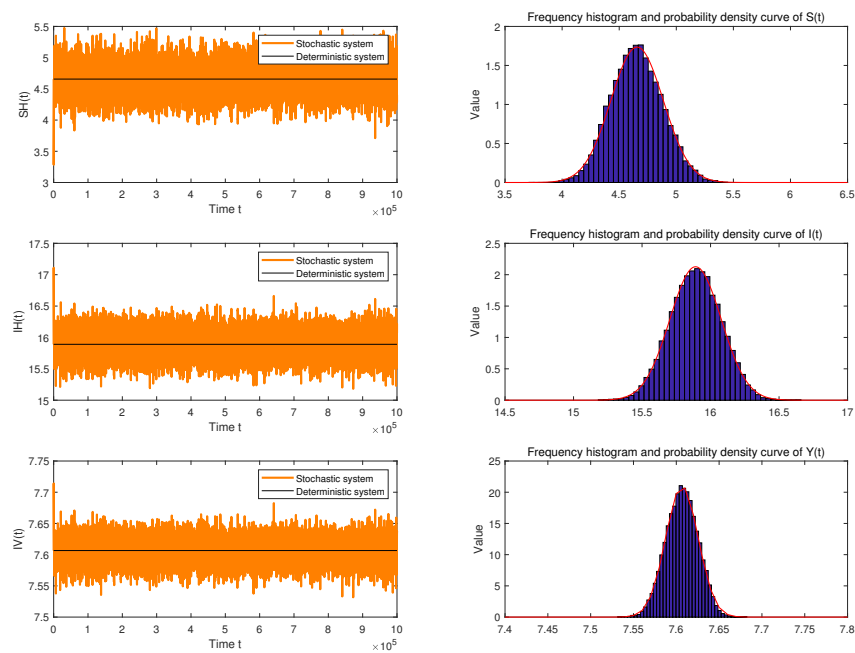 5.5
5
4.5
4
3.5
3
SH(t)
Stochastic system
Deterministic system
0 1 2 3 4 5 6 7 8 9 10
Time t
×10^5
Frequency histogram and probability density curve of S(t)
2
1.5
1
0.5
0
Value
3.5 4 4.5 5 5.5 6 6.5
17.5
17
16.5
16
15.5
15
IH(t)
Stochastic system
Deterministic system
0 1 2 3 4 5 6 7 8 9 10
Time t
×10^5
Frequency histogram and probability density curve of I(t)
2.5
2
1.5
1
0.5
0
Value
14.5 15 15.5 16 16.5 17
7.75
7.7
7.65
7.6
7.55
7.5
IV(t)
Stochastic system
Deterministic system
0 1 2 3 4 5 6 7 8 9 10
Time t
×10^5
Frequency histogram and probability density curve of Y(t)
25
20
15
10
5
0
Value
7.4 7.45 7.5 7.55 7.6 7.65 7.7 7.75 7.8